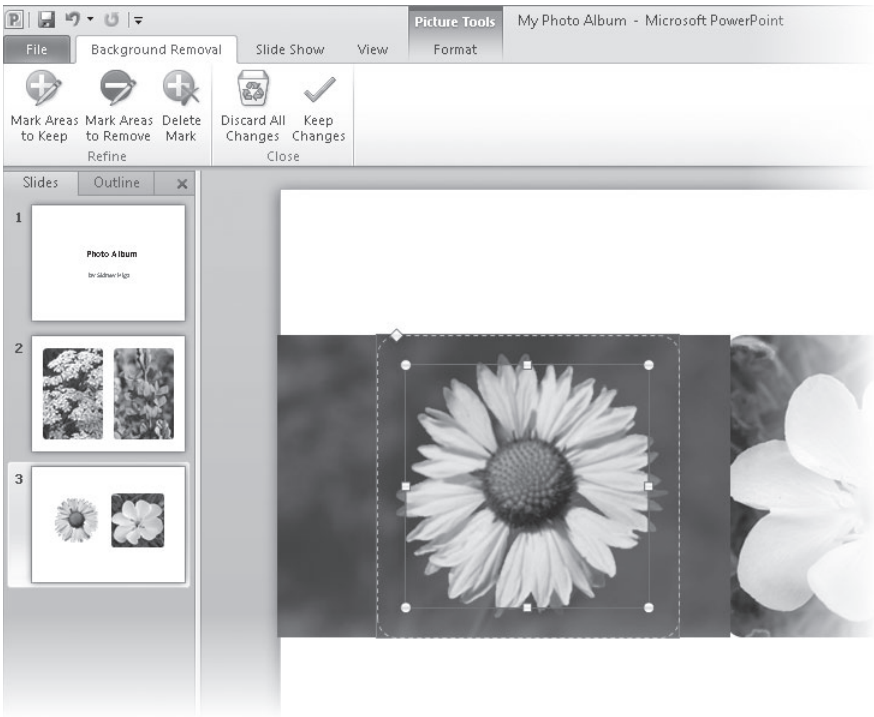 Picture Tools
My Photo Album - Microsoft PowerPoint
File
Background Removal
Slide Show
View
Format
Mark Areas to Keep
Mark Areas to Remove
Delete Mark
Discard All Changes
Keep Changes
Refine
Close
Slides
Outline
1
Photo Album
2
3